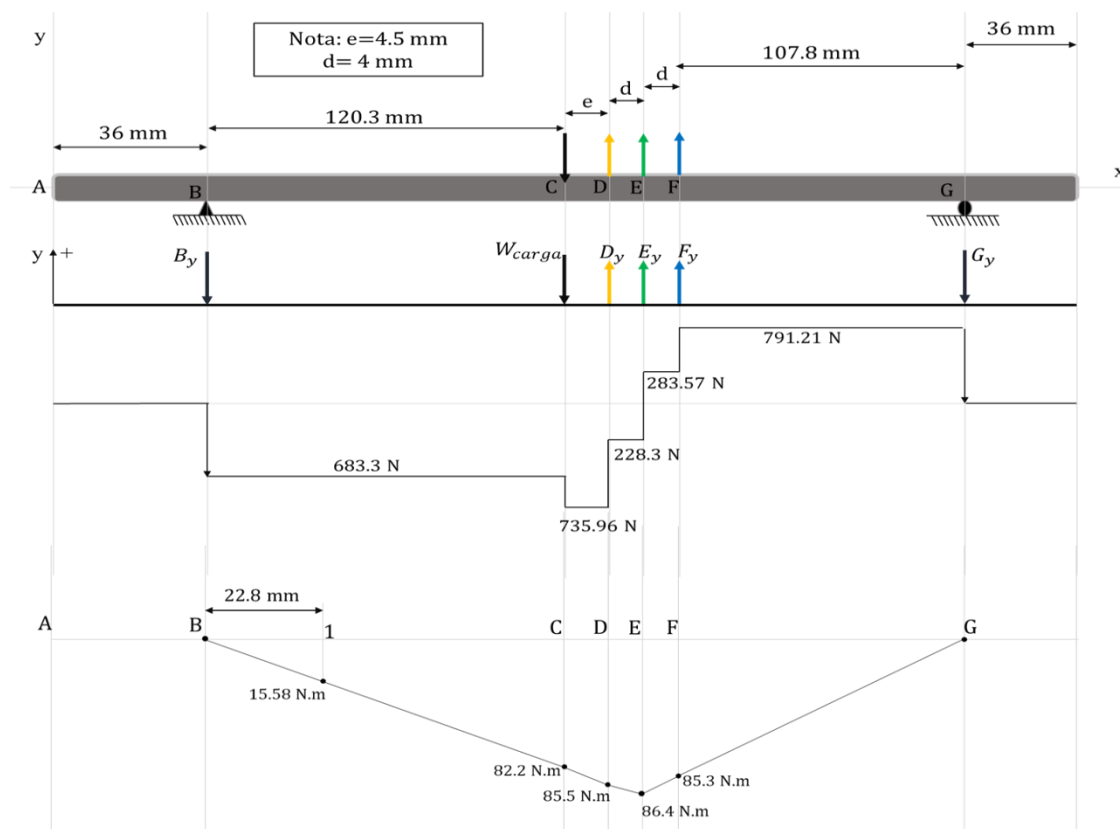 y
Nota: e=4.5 mm
d= 4 mm
36 mm
107.8 mm
d
d
e
120.3 mm
36 mm
A
B
C
D
E
F
G
x
y
+
B_y
W_carga
D_y
E_y
F_y
G_y
791.21 N
283.57 N
228.3 N
683.3 N
735.96 N
22.8 mm
A
B
1
C
D
E
F
G
15.58 N.m
82.2 N.m
85.5 N.m
85.3 N.m
86.4 N.m